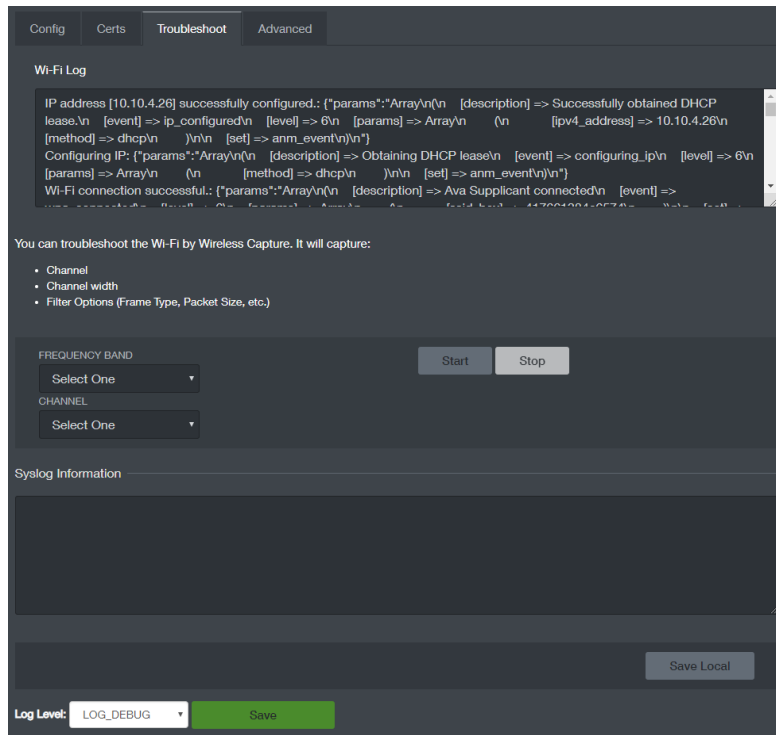 Config Certs Troubleshoot Advanced
Wi-Fi Log
IP address [10.10.4.26] successfully configured.: {"params":"Array\n(\n [description] => Successfully obtained DHCP
lease.\n [event] => ip_configured\n [level] => 6\n [params] => Array\n (\n [ipv4_address] => 10.10.4.26\n
[method] => dhcp\n )\n\n [set] => anm_event\n)\n"}
Configuring IP: {"params":"Array\n(\n [description] => Obtaining DHCP lease\n [event] => configuring_ip\n [level] => 6\n
[params] => Array\n (\n [method] => dhcp\n )\n\n [set] => anm_event\n)\n"}
Wi-Fi connection successful.: {"params":"Array\n(\n [description] => Ava Supplicant connected\n [event] =>
You can troubleshoot the Wi-Fi by Wireless Capture. It will capture:
• Channel
• Channel width
• Filter Options (Frame Type, Packet Size, etc.)
FREQUENCY BAND
Select One
Start Stop
CHANNEL
Select One
Syslog Information
Save Local
Log Level: LOG_DEBUG Save